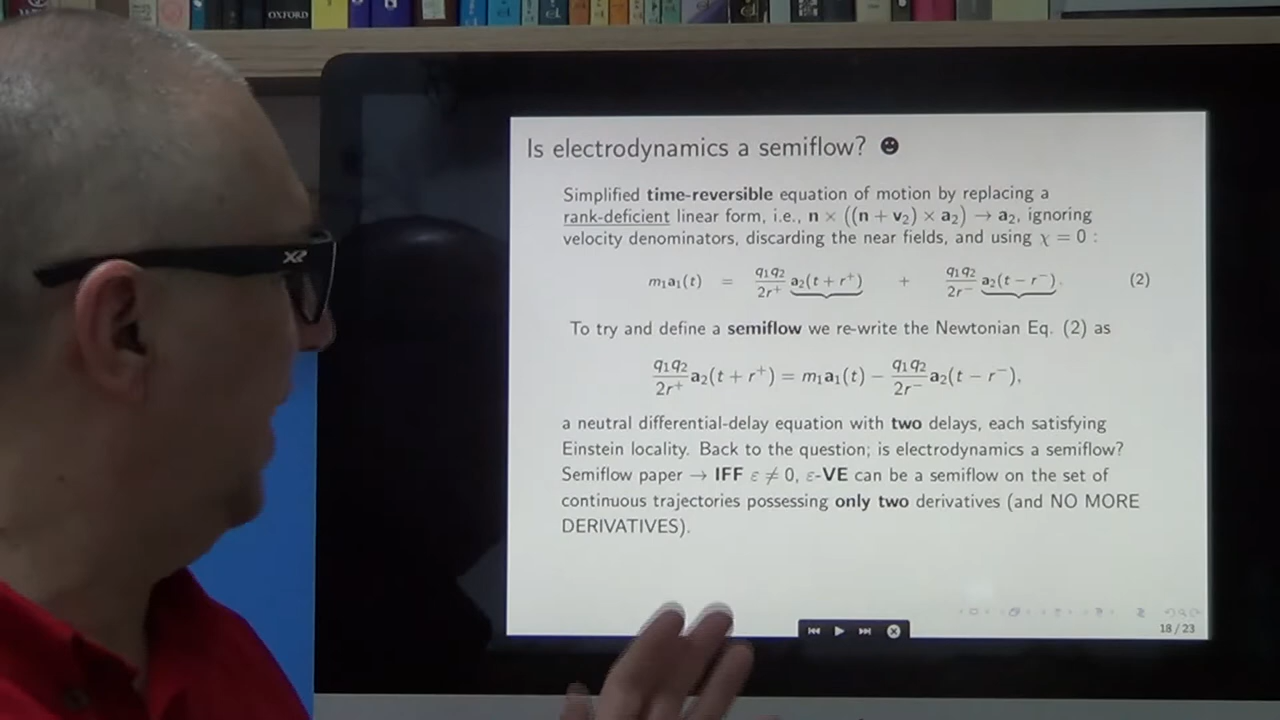 OXFORD
XR
Is electrodynamics a semiflow? ☻
Simplified time-reversible equation of motion by replacing a
rank-deficient linear form, i.e., n × ((n + v₂) × a₂) → a₂, ignoring
velocity denominators, discarding the near fields, and using χ = 0 :
m₁a₁(t) = q₁q₂/2r⁺ a₂(t + r⁺) + q₁q₂/2r⁻ a₂(t − r⁻). (2)
To try and define a semiflow we re-write the Newtonian Eq. (2) as
q₁q₂/2r⁺ a₂(t + r⁺) = m₁a₁(t) − q₁q₂/2r⁻ a₂(t − r⁻),
a neutral differential-delay equation with two delays, each satisfying
Einstein locality. Back to the question; is electrodynamics a semiflow?
Semiflow paper → IFF ε ≠ 0, ε-VE can be a semiflow on the set of
continuous trajectories possessing only two derivatives (and NO MORE
DERIVATIVES).
18 / 23